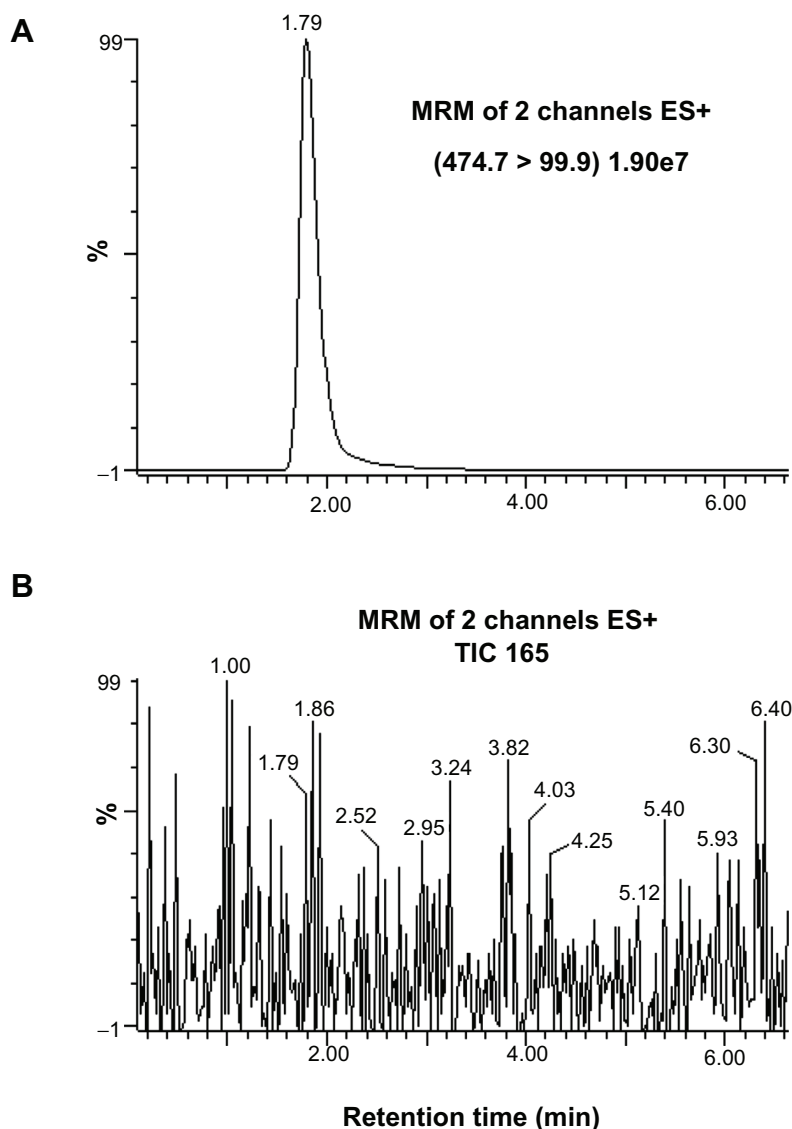 A
1.79
99
MRM of 2 channels ES+
(474.7 > 99.9) 1.90e7
%
−1
2.00 4.00 6.00
B
MRM of 2 channels ES+
TIC 165
99
1.00
1.86
6.40
1.79
3.82
6.30
3.24
%
2.52
2.95
4.03
5.40
4.25
5.93
5.12
−1
2.00 4.00 6.00
Retention time (min)